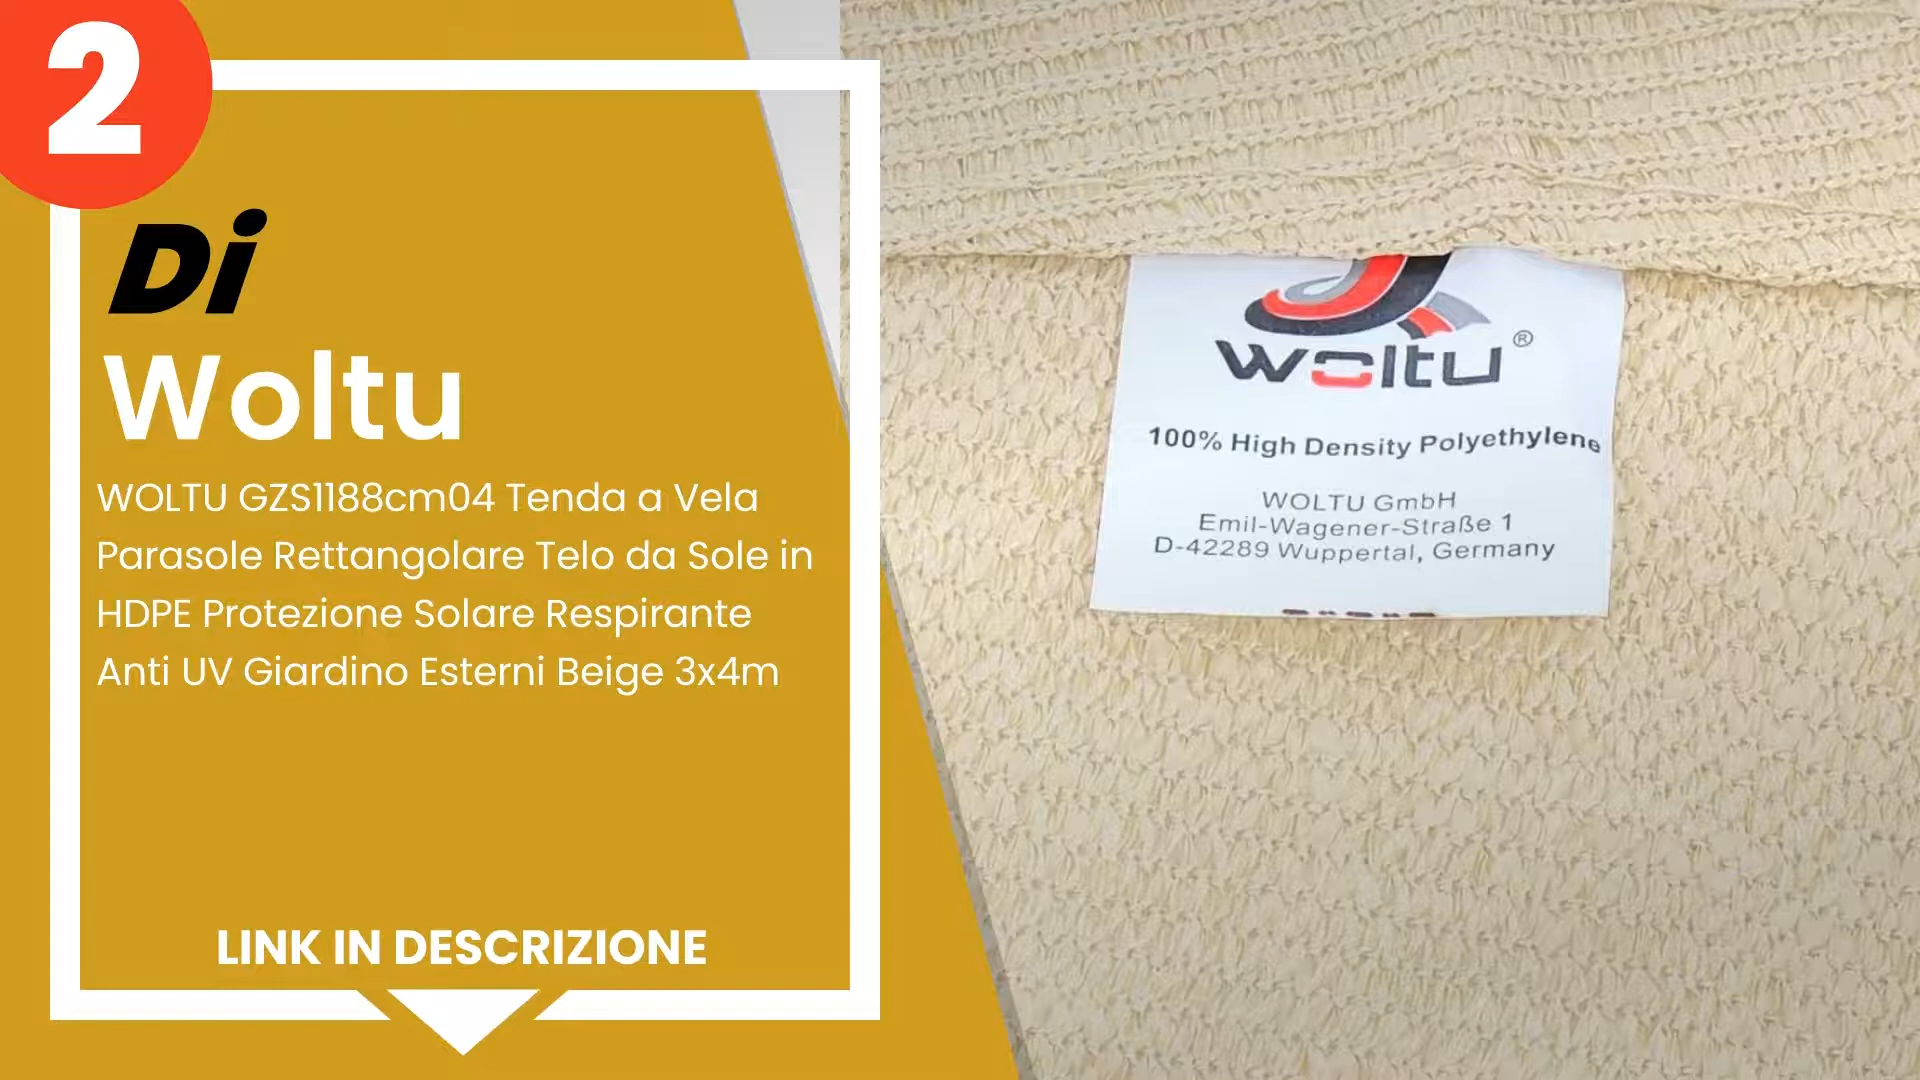 2
Di
Woltu
WOLTU GZS1188cm04 Tenda a Vela
Parasole Rettangolare Telo da Sole in
HDPE Protezione Solare Respirante
Anti UV Giardino Esterni Beige 3x4m
LINK IN DESCRIZIONE
woltu®
100% High Density Polyethylene
WOLTU GmbH
Emil-Wagener-Straße 1
D-42289 Wuppertal, Germany